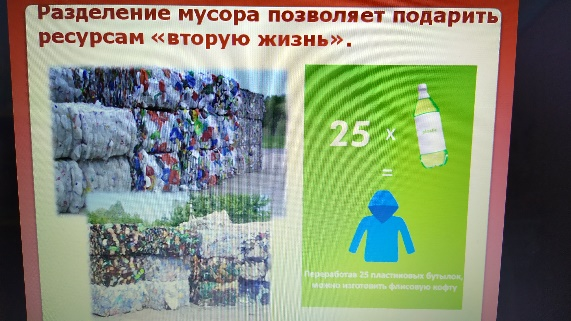 Разделение мусора позволяет подарить
ресурсам «вторую жизнь».
25 x
=
Переработав 25 пластиковых бутылок,
можно изготовить флисовую кофту